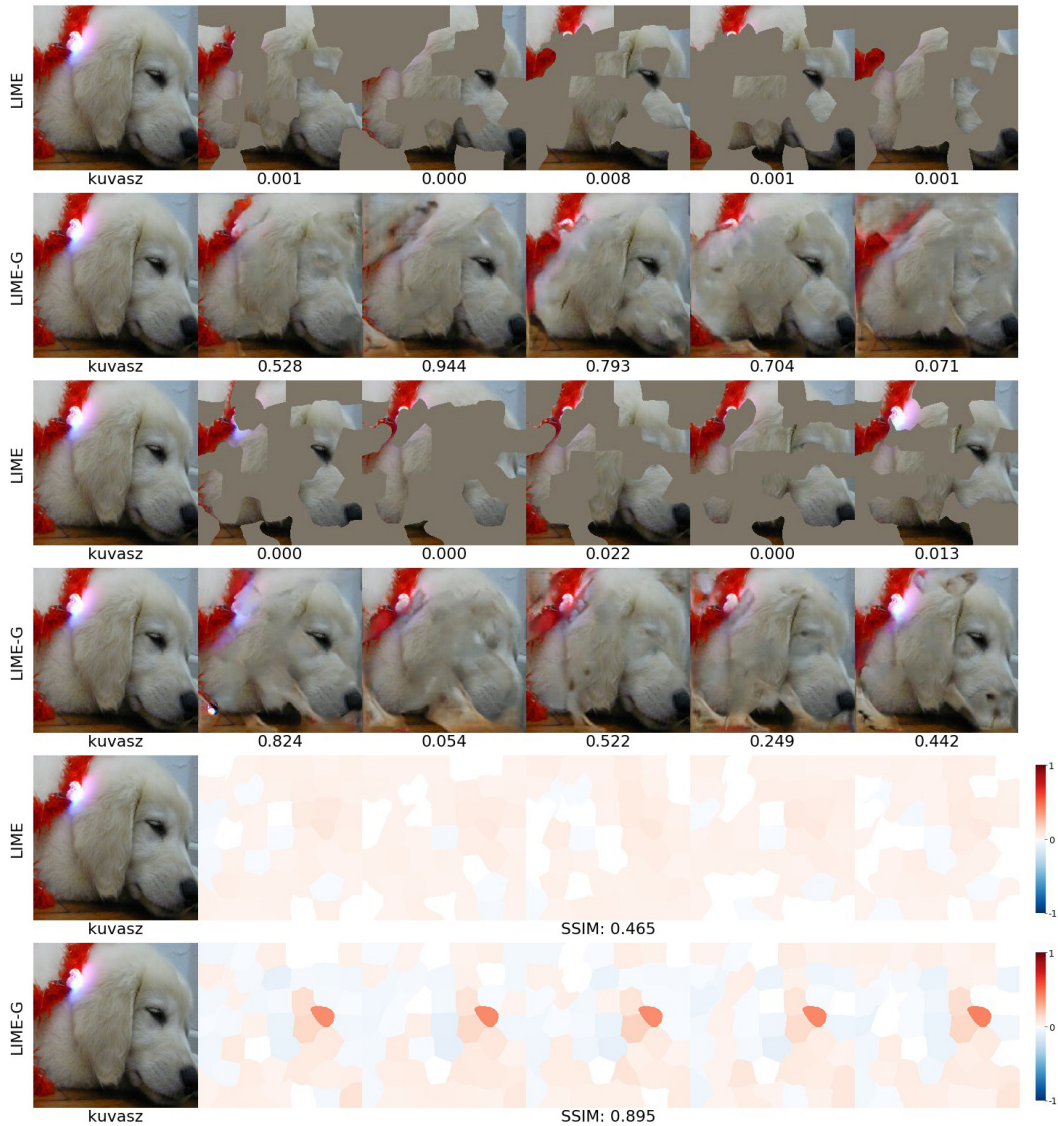 LIME
kuvasz 0.001 0.000 0.008 0.001 0.001
LIME-G
kuvasz 0.528 0.944 0.793 0.704 0.071
LIME
kuvasz 0.000 0.000 0.022 0.000 0.013
LIME-G
kuvasz 0.824 0.054 0.522 0.249 0.442
LIME
1
0
-1
kuvasz SSIM: 0.465
LIME-G
1
0
-1
kuvasz SSIM: 0.895